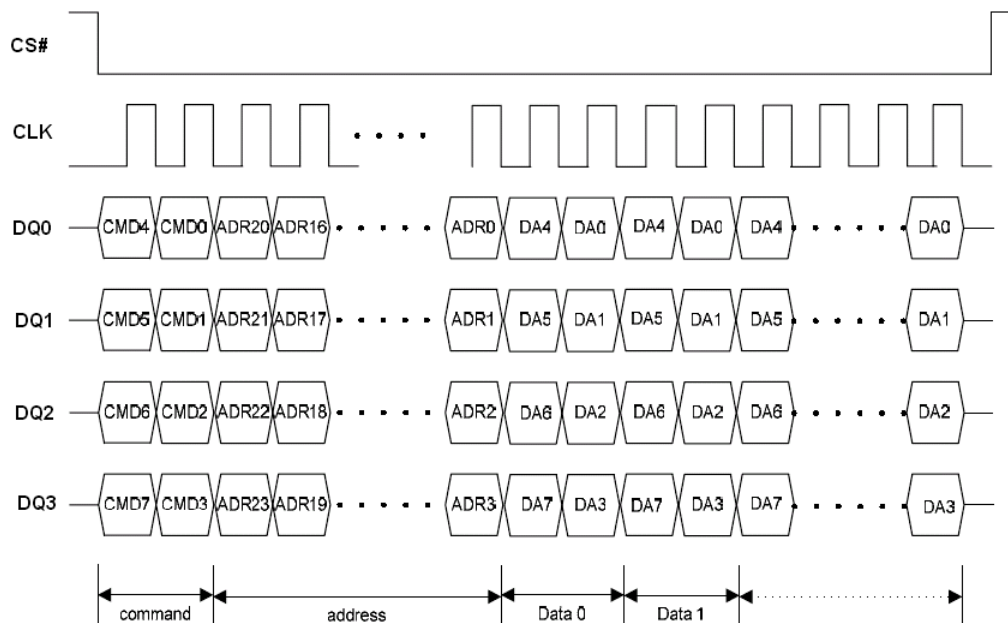 CS#
CLK
DQ0 CMD4 CMD0 ADR20 ADR16 ADR0 DA4 DA0 DA4 DA0 DA4 DA0
DQ1 CMD5 CMD1 ADR21 ADR17 ADR1 DA5 DA1 DA5 DA1 DA5 DA1
DQ2 CMD6 CMD2 ADR22 ADR18 ADR2 DA6 DA2 DA6 DA2 DA6 DA2
DQ3 CMD7 CMD3 ADR23 ADR19 ADR3 DA7 DA3 DA7 DA3 DA7 DA3
command address Data 0 Data 1